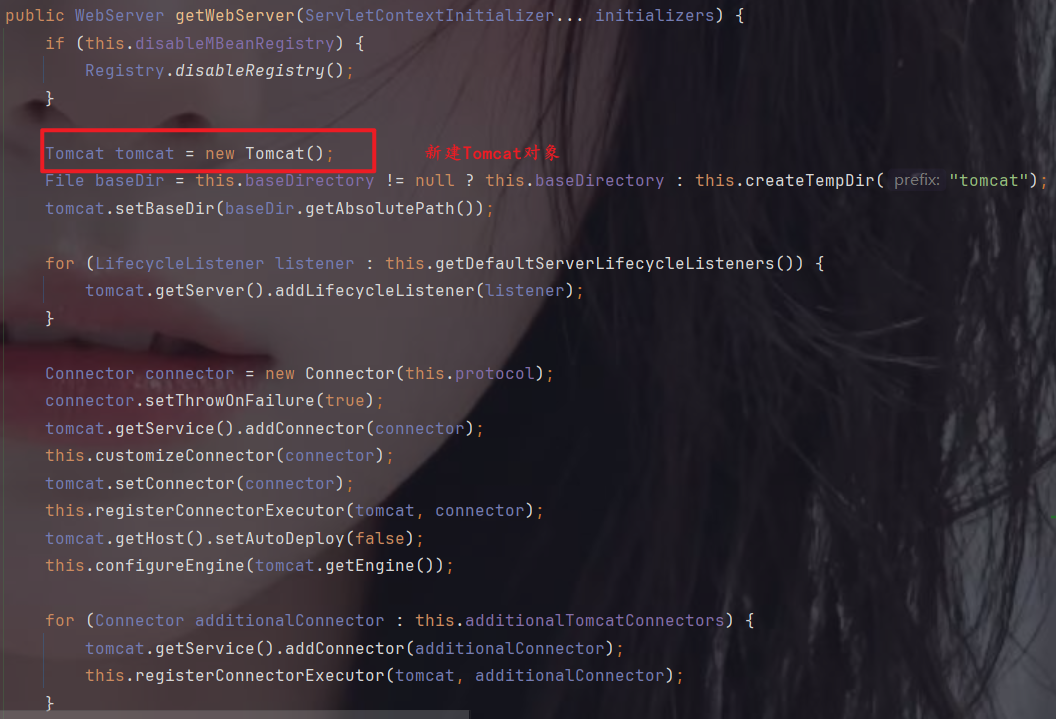 public WebServer getWebServer(ServletContextInitializer... initializers) {
    if (this.disableMBeanRegistry) {
        Registry.disableRegistry();
    }

    Tomcat tomcat = new Tomcat(); 新建Tomcat对象
    File baseDir = this.baseDirectory != null ? this.baseDirectory : this.createTempDir( prefix: "tomcat");
    tomcat.setBaseDir(baseDir.getAbsolutePath());

    for (LifecycleListener listener : this.getDefaultServerLifecycleListeners()) {
        tomcat.getServer().addLifecycleListener(listener);
    }

    Connector connector = new Connector(this.protocol);
    connector.setThrowOnFailure(true);
    tomcat.getService().addConnector(connector);
    this.customizeConnector(connector);
    tomcat.setConnector(connector);
    this.registerConnectorExecutor(tomcat, connector);
    tomcat.getHost().setAutoDeploy(false);
    this.configureEngine(tomcat.getEngine());

    for (Connector additionalConnector : this.additionalTomcatConnectors) {
        tomcat.getService().addConnector(additionalConnector);
        this.registerConnectorExecutor(tomcat, additionalConnector);
    }